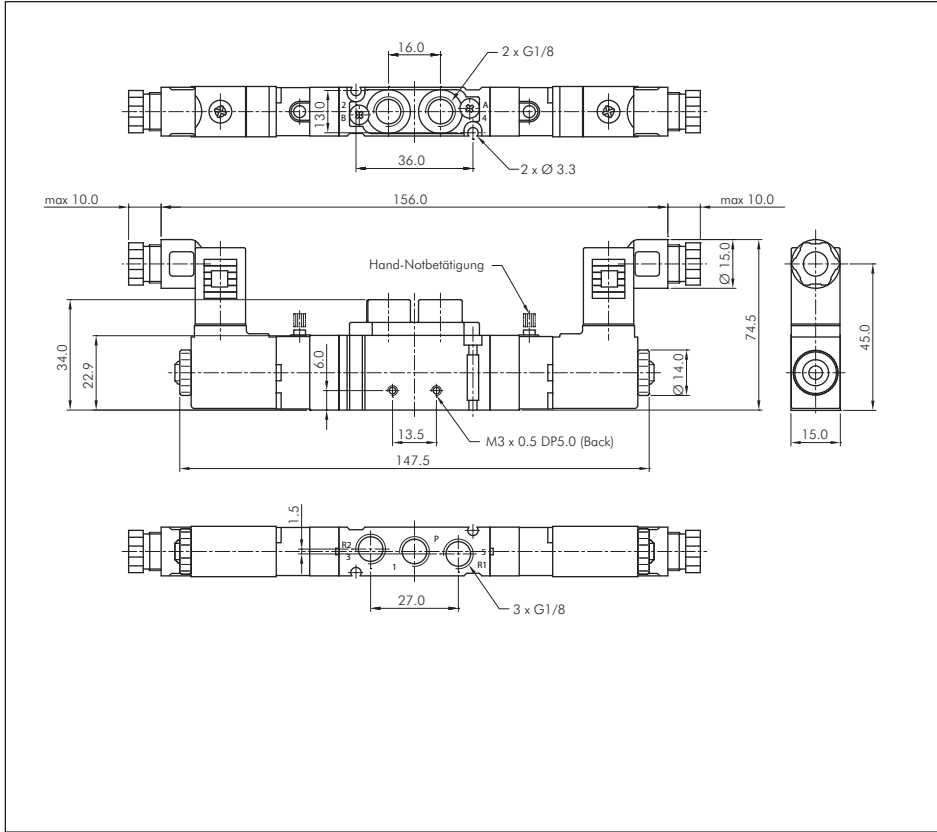 16.0
2 x G1/8
13.0
2
B
A
4
36.0
2 x Ø 3.3
max 10.0
156.0
max 10.0
Hand-Notbetätigung
Ø 15.0
74.5
45.0
34.0
22.9
6.0
Ø 14.0
13.5
M3 x 0.5 DP5.0 (Back)
15.0
147.5
1.5
R2
3
1
P
5
R1
27.0
3 x G1/8